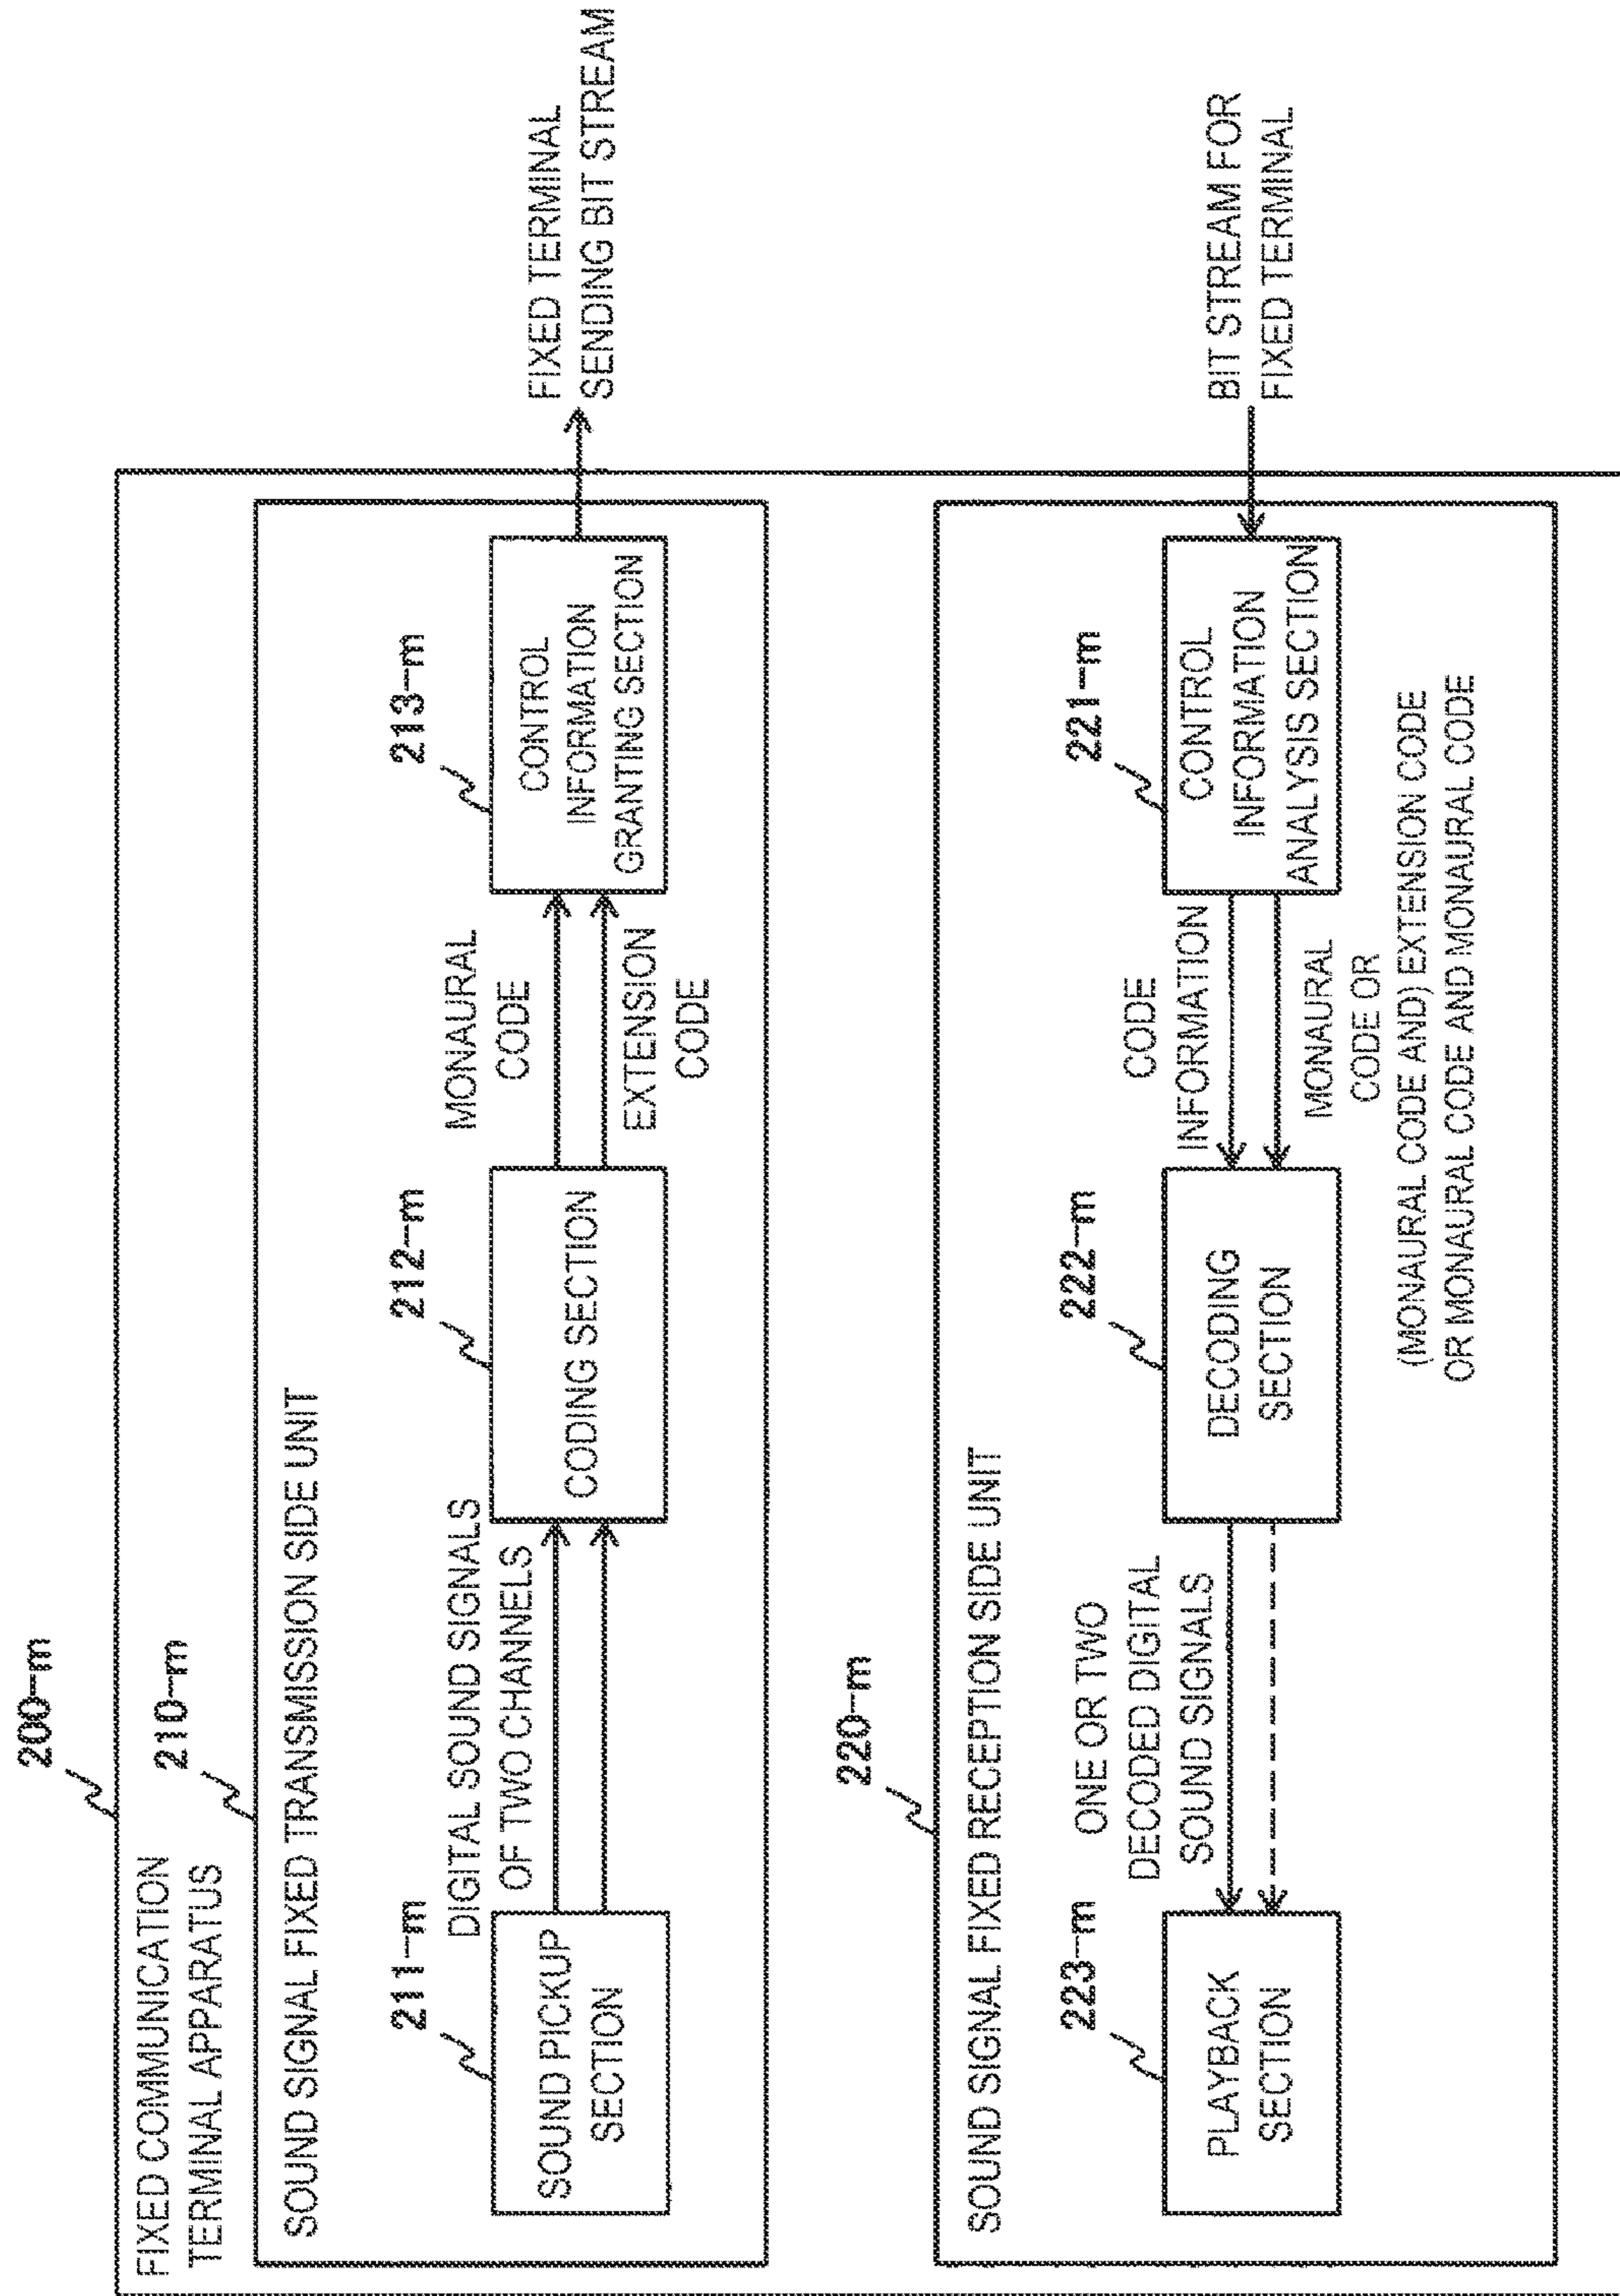 200-m
FIXED COMMUNICATION
TERMINAL APPARATUS
210-m
SOUND SIGNAL FIXED TRANSMISSION SIDE UNIT
211-m
SOUND PICKUP
SECTION
DIGITAL SOUND SIGNALS
OF TWO CHANNELS
212-m
CODING SECTION
MONAURAL
CODE
EXTENSION
CODE
213-m
CONTROL
INFORMATION
GRANTING SECTION
FIXED TERMINAL
SENDING BIT STREAM
220-m
SOUND SIGNAL FIXED RECEPTION SIDE UNIT
223-m
PLAYBACK
SECTION
ONE OR TWO
DECODED DIGITAL
SOUND SIGNALS
222-m
DECODING
SECTION
CODE
INFORMATION
MONAURAL
CODE OR
(MONAURAL CODE AND) EXTENSION CODE
OR MONAURAL CODE AND MONAURAL CODE
221-m
CONTROL
INFORMATION
ANALYSIS SECTION
BIT STREAM FOR
FIXED TERMINAL